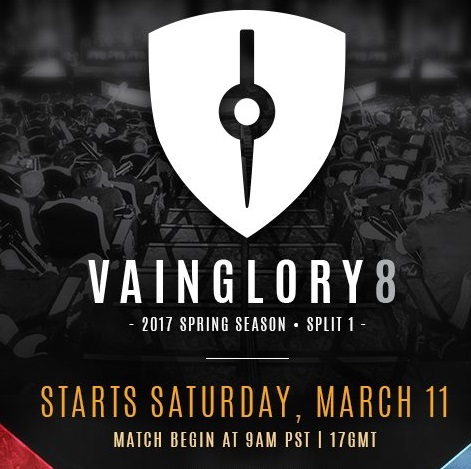 VAINGLORY8
- 2017 SPRING SEASON • SPLIT 1 -
STARTS SATURDAY, MARCH 11
MATCH BEGIN AT 9AM PST | 17GMT